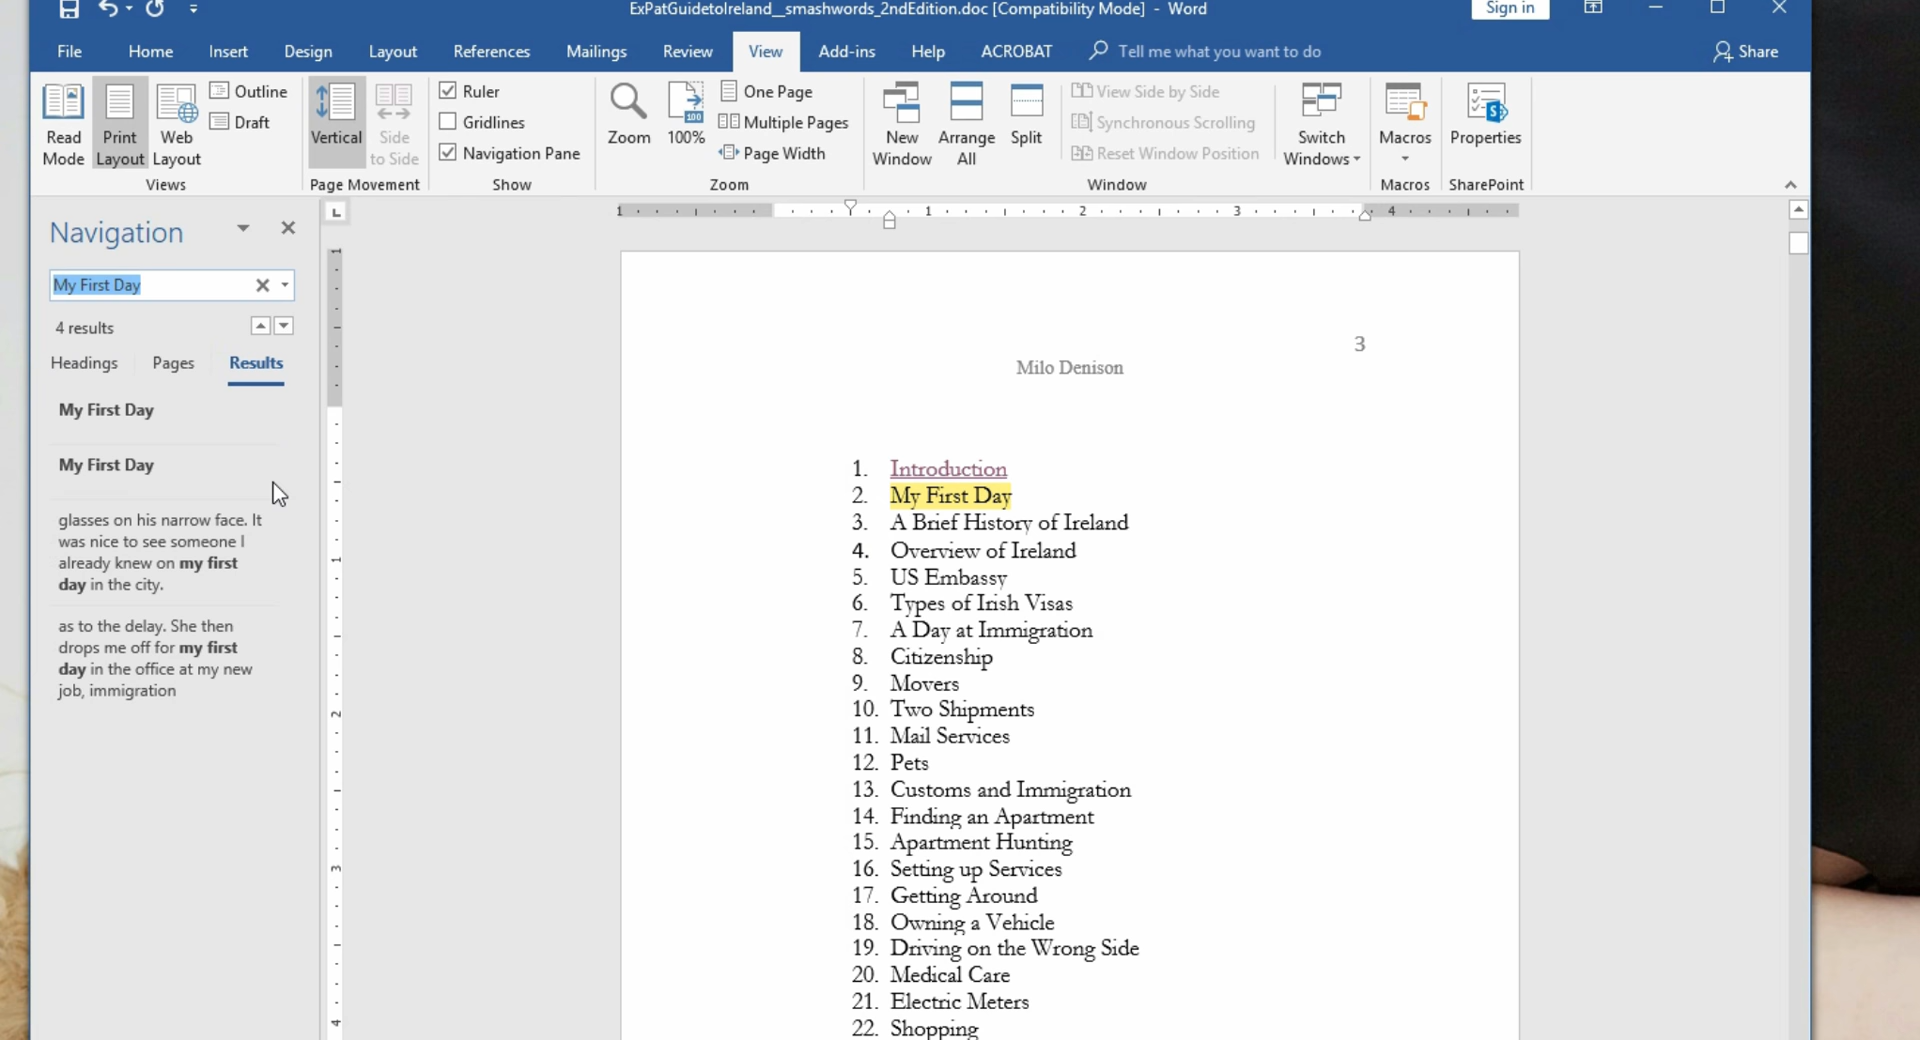 ExPatGuidetoIreland__smashwords_2ndEdition.doc [Compatibility Mode] - Word
Sign in
File Home Insert Design Layout References Mailings Review View Add-ins Help ACROBAT Tell me what you want to do Share
Read Mode
Print Layout
Web Layout
Outline
Draft
Views
Vertical
Side to Side
Page Movement
Ruler
Gridlines
Navigation Pane
Show
Zoom
100
100%
One Page
Multiple Pages
Page Width
Zoom
New Window
Arrange All
Split
View Side by Side
Synchronous Scrolling
Reset Window Position
Switch Windows
Window
Macros
Macros
S
Properties
SharePoint
Navigation
My First Day
4 results
Headings Pages Results
My First Day
My First Day
glasses on his narrow face. It
was nice to see someone I
already knew on my first
day in the city.
as to the delay. She then
drops me off for my first
day in the office at my new
job, immigration
L
1 1 2 3 4
1
1
2
3
4
3
Milo Denison
1. Introduction
2. My First Day
3. A Brief History of Ireland
4. Overview of Ireland
5. US Embassy
6. Types of Irish Visas
7. A Day at Immigration
8. Citizenship
9. Movers
10. Two Shipments
11. Mail Services
12. Pets
13. Customs and Immigration
14. Finding an Apartment
15. Apartment Hunting
16. Setting up Services
17. Getting Around
18. Owning a Vehicle
19. Driving on the Wrong Side
20. Medical Care
21. Electric Meters
22. Shopping